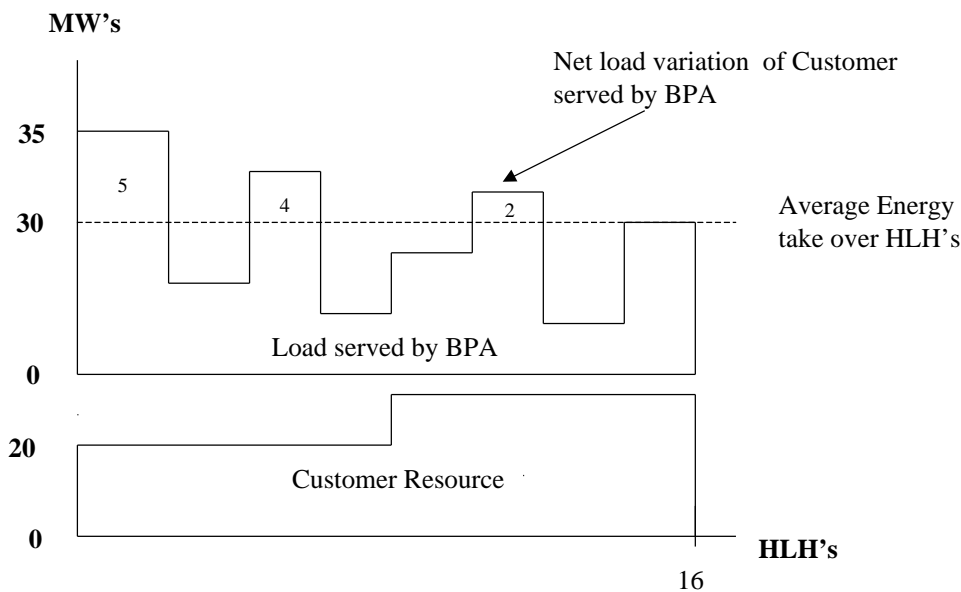 MW's
Net load variation of Customer
served by BPA
35
5
4
2
30
Average Energy
take over HLH's
Load served by BPA
0
20
Customer Resource
0
HLH's
16